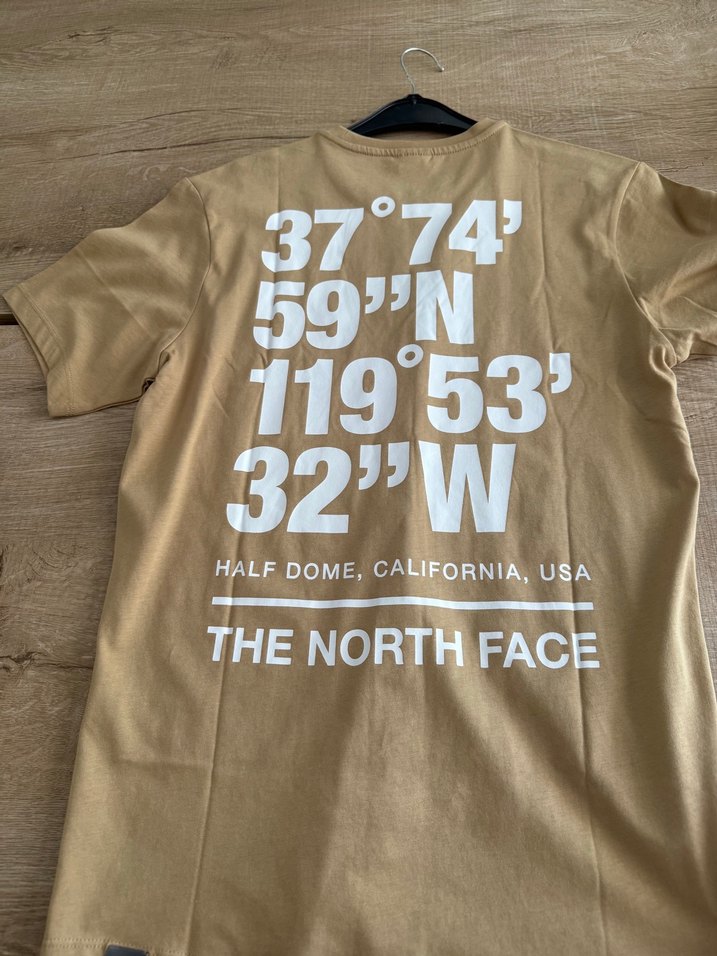 37°74’
59’’N
119°53’
32’’W
HALF DOME, CALIFORNIA, USA
THE NORTH FACE